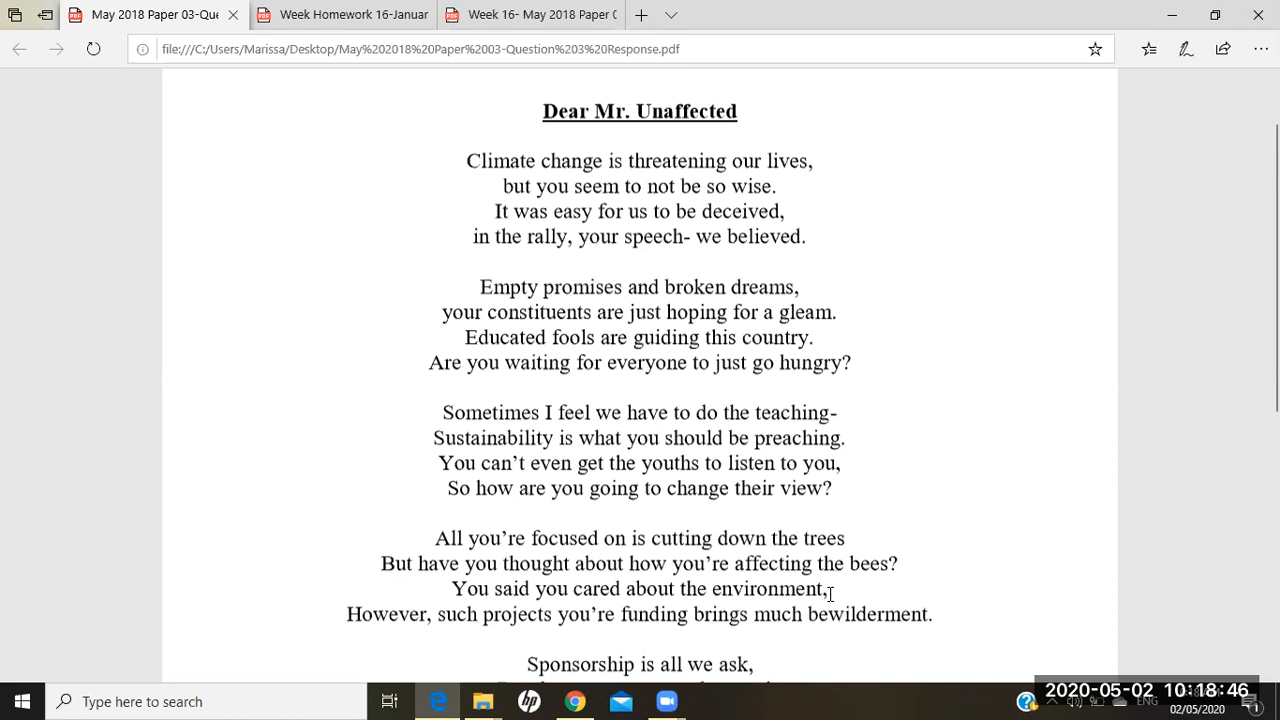 May 2018 Paper 03-Que
Week Homework 16-Januar
Week 16- May 2018 Paper
file:///C:/Users/Marissa/Desktop/May%202018%20Paper%2003-Question%203%20Response.pdf
Dear Mr. Unaffected
Climate change is threatening our lives,
but you seem to not be so wise.
It was easy for us to be deceived,
in the rally, your speech- we believed.
Empty promises and broken dreams,
your constituents are just hoping for a gleam.
Educated fools are guiding this country.
Are you waiting for everyone to just go hungry?
Sometimes I feel we have to do the teaching-
Sustainability is what you should be preaching.
You can't even get the youths to listen to you,
So how are you going to change their view?
All you're focused on is cutting down the trees
But have you thought about how you're affecting the bees?
You said you cared about the environment,
However, such projects you're funding brings much bewilderment.
Sponsorship is all we ask,
Type here to search
hp
ENG
2020-05-02 10:18:46
02/05/2020